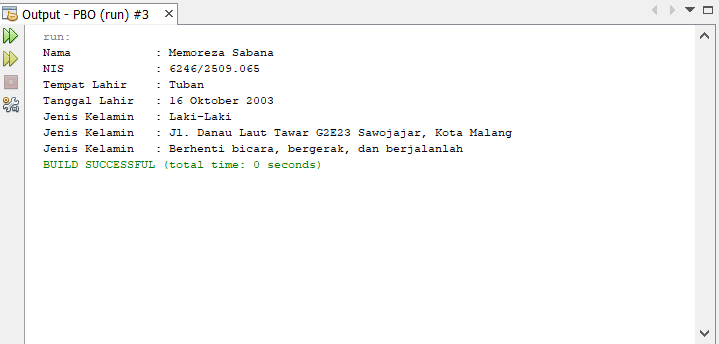 Output - PBO (run) #3
run:
Nama : Memoreza Sabana
NIS : 6246/2509.065
Tempat Lahir : Tuban
Tanggal Lahir : 16 Oktober 2003
Jenis Kelamin : Laki-Laki
Jenis Kelamin : Jl. Danau Laut Tawar G2E23 Sawojajar, Kota Malang
Jenis Kelamin : Berhenti bicara, bergerak, dan berjalanlah
BUILD SUCCESSFUL (total time: 0 seconds)